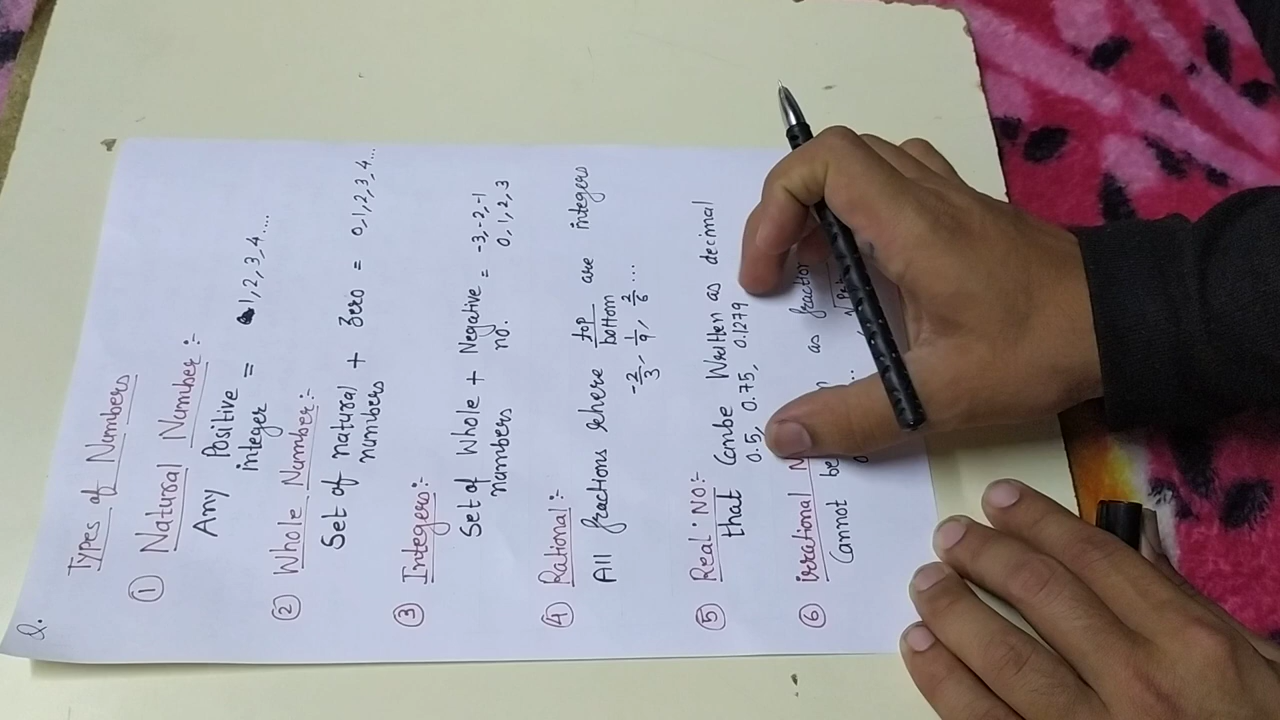 Q.
Types of Numbers
① Natural Number:-
Any Positive integer = 1,2,3,4....
② Whole Number:-
Set of natural numbers + Zero = 0,1,2,3,4...
③ Integers:-
Set of Whole numbers + Negative no. = -3,-2,-1
0,1,2,3
④ Rational:-
All fractions where top/bottom are integers
-2/3, 1/9, 2/6 ...
⑤ Real NO:-
that Canbe Written as decimal
0.5, 0.75, 0.1279
⑥ irrational
Cannot be as fraction